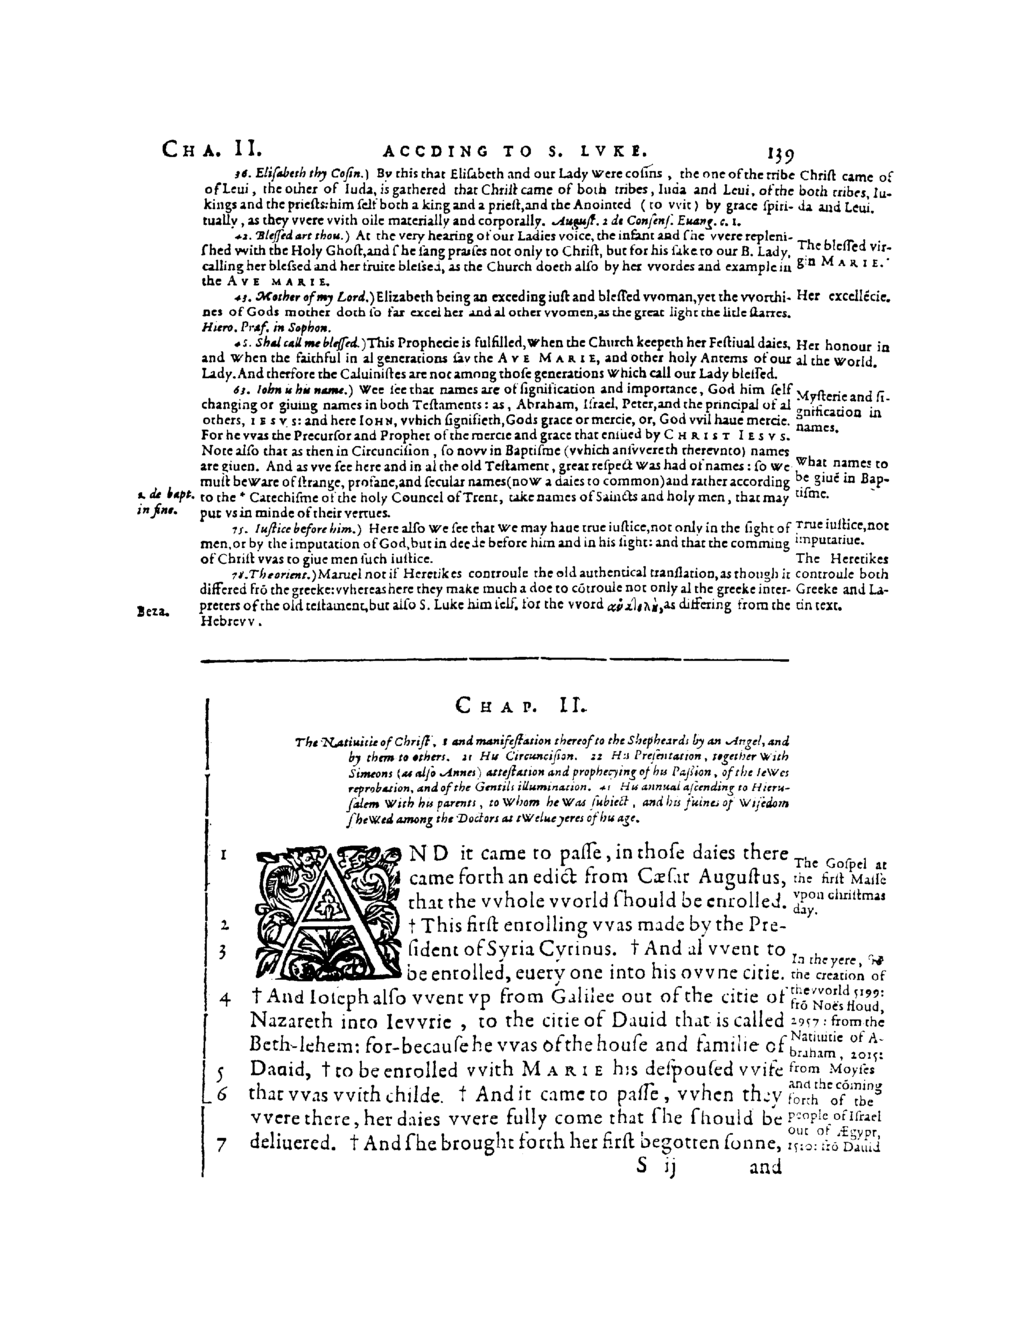 CHA. II. ACCDING TO S. LVKE. 139
36. Eliſabeth thy Coſin.) By this that Eliſabeth and our Lady were coſins, the one of the tribe
of Leui, the other of Iuda, is gathered that Chriſt came of both tribes, Iuda and Leui, of the
kings and the prieſts: him ſelf both a king and a prieſt, and the Anointed (to vvit) by grace ſpiri-
tually, as they vvere vvith oile materially and corporally. Auguſt. 2 de Conſenſ. Euang. c. 1.
Chriſt came of
both tribes, Iu-
da and Leui.
42. Bleſſed art thou.) At the very hearing of our Ladies voice, the infant and ſhe vvere repleni-
ſhed vvith the Holy Ghoſt, and ſhe ſang praiſes not only to Chriſt, but for his ſake to our B. Lady,
calling her bleſſed and her fruite bleſſed, as the Church doeth alſo by her vvordes and example in
the AVE MARIE.
The bleſſed vir-
gin MARIE.
43. Mother of my Lord.) Elizabeth being an exceding iuſt and bleſſed vvoman, yet the vvorthi-
nes of Gods mother doth ſo far excel her and al other vvomen, as the great light the litle ſtarres.
Hiero. Præf. in Sophon.
Her excellécie.
48. Shal call me bleſſed.) This Prophecie is fulfilled, when the Church keepeth her Feſtiual daies,
and when the faithful in al generations ſay the AVE MARIE, and other holy Antems of our
Lady. And therfore the Caluiniſtes are not among thoſe generations which call our Lady bleſſed.
Her honour in
al the world.
63. Iohn is his name.) Wee ſee that names are of ſignification and importance, God him ſelf
changing or giuing names in both Teſtaments: as, Abraham, Iſrael, Peter, and the principal of al
others, IESVS: and here IOHN, vvhich ſignifieth, Gods grace or mercie, or, God vvil haue mercie.
For he vvas the Precurſor and Prophet of the mercie and grace that enſued by CHRIST IESVS.
Note alſo that as then in Circunciſion, ſo novv in Baptiſme (vvhich anſvvereth therevnto) names
are giuen. And as vve ſee here and in al the old Teſtament, great reſpect was had of names: ſo we
muſt beware of ſtrange, profane, and ſecular names (now a daies to common) and rather according
to the * Catechiſme of the holy Councel of Trent, take names of Saincts and holy men, that may
put vs in minde of their vertues.
Myſterie and ſi-
gnification in
names.
What names to
be giuē in Bap-
tiſme.
*. de bapt.
in fine.
75. Iuſtice before him.) Here alſo we ſee that we may haue true iuſtice, not only in the ſight of
men, or by the imputation of God, but in deede before him and in his ſight: and that the comming
of Chriſt vvas to giue men ſuch iuſtice.
True iuſtice, not
imputatiue.
78. The orient.) Maruel not if Heretikes controule the old authentical tranſlation, as though it
differed frō the greeke: vvhereas here they make much a doe to cōtroule not only al the greeke inter-
preters of the old teſtament, but alſo S. Luke him ſelf, for the vvord ἀνατολὴ, as differing from the
Hebrevv.
The Heretikes
controule both
Greeke and La-
tin text.
Beza.
CHAP. II.
The Natiuitie of Chriſt, 8 and manifeſtation thereof to the Shepheards by an Angel, and
by them to others. 21 His Circunciſion. 22 His Preſentation, together with
Simeons (as alſo Annes) atteſtation and prophecying of his Paſſion, of the Iewes
reprobation, and of the Gentils illumination. 41 His annual aſcending to Hieru-
ſalem with his parents, to whom he was ſubiect, and his fulnes of wiſedom
ſhewed among the Doctors at twelue yeres of his age.
1 AND it came to paſſe, in thoſe daies there
came forth an edict from Cæſar Auguſtus,
that the vvhole vvorld ſhould be enrolled.
2 † This firſt enrolling vvas made by the Pre-
3 ſident of Syria Cyrinus. † And al vvent to
be enrolled, euery one into his ovvne citie.
4 † And Ioſeph alſo vvent vp from Galilee out of the citie of
Nazareth into Ievvrie, to the citie of Dauid that is called
Beth-lehem: for-becauſe he vvas of the houſe and familie of
5 Dauid, † to be enrolled vvith MARIE his deſpouſed vvife
6 that vvas vvith childe. † And it came to paſſe, vvhen they
vvere there, her daies vvere fully come that ſhe ſhould be
7 deliuered. † And ſhe brought forth her firſt begotten ſonne,
The Goſpel at
the firſt Maſſe
vpon chriſtmas
day.
In the yere,
the creation of
the vvorld 5199:
frō Noës floud,
2957: from the
Natiuitie of A-
braham, 2015:
from Moyſes
and the cōming
forth of the
people of Iſrael
out of Ægypt,
1510: frō Dauid
S ij and